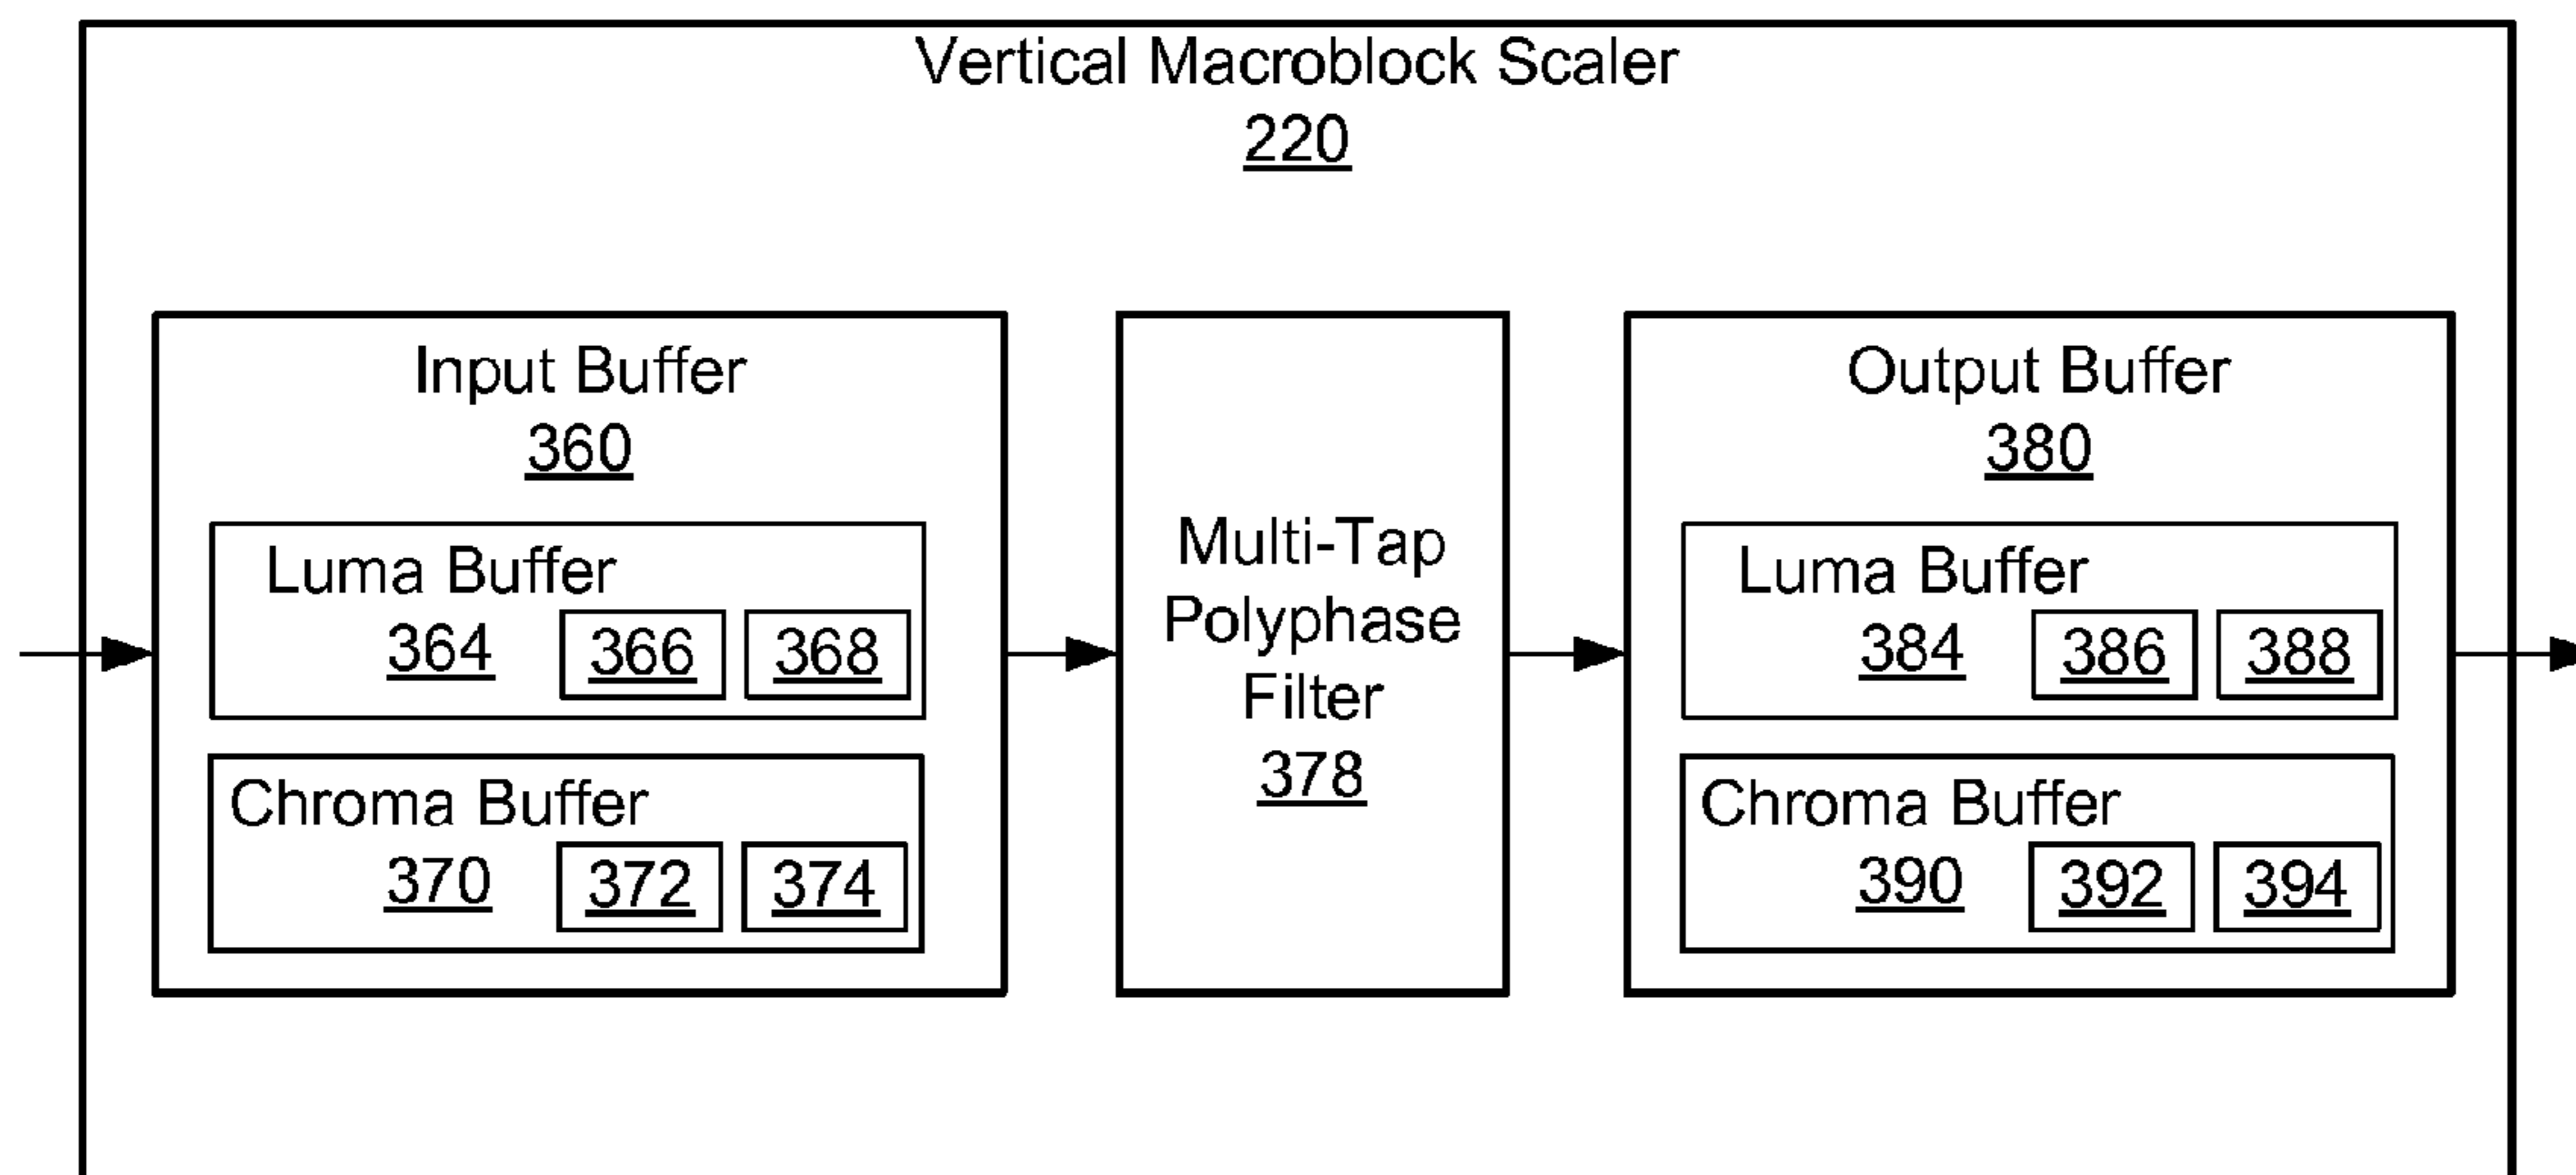 Vertical Macroblock Scaler
220
Input Buffer
360
Luma Buffer
364 366 368
Chroma Buffer
370 372 374
Multi-Tap
Polyphase
Filter
378
Output Buffer
380
Luma Buffer
384 386 388
Chroma Buffer
390 392 394